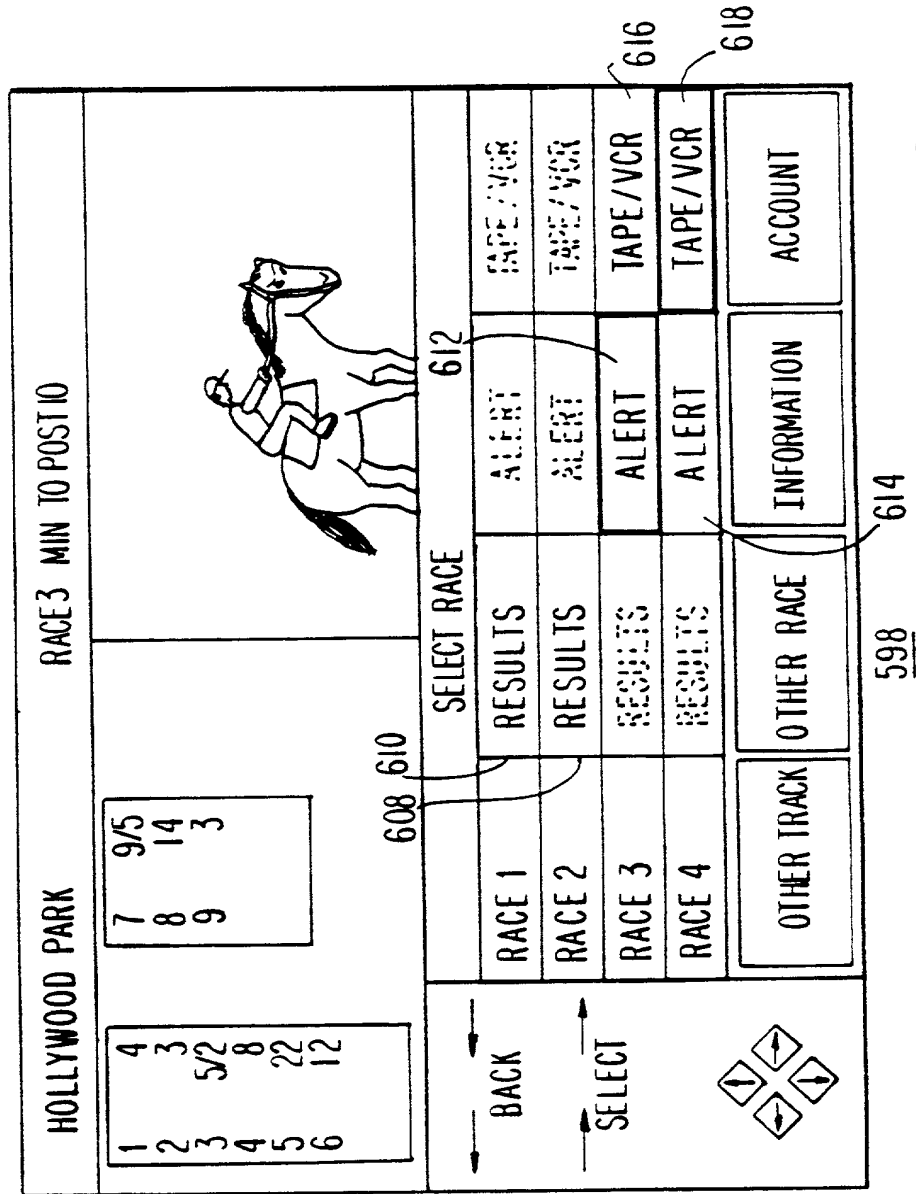 HOLLYWOOD PARK RACE 3 MIN TO POST 10
1 4
2 3
3 5/2
4 8
5 22
6 12
7 9/5
8 14
9 3
BACK
SELECT
SELECT RACE
RACE 1 RESULTS ALERT TAPE/VCR
RACE 2 RESULTS ALERT TAPE/VCR
RACE 3 RESULTS ALERT TAPE/VCR
RACE 4 RESULTS ALERT TAPE/VCR
OTHER TRACK OTHER RACE INFORMATION ACCOUNT
608
610
612
614
616
618
598